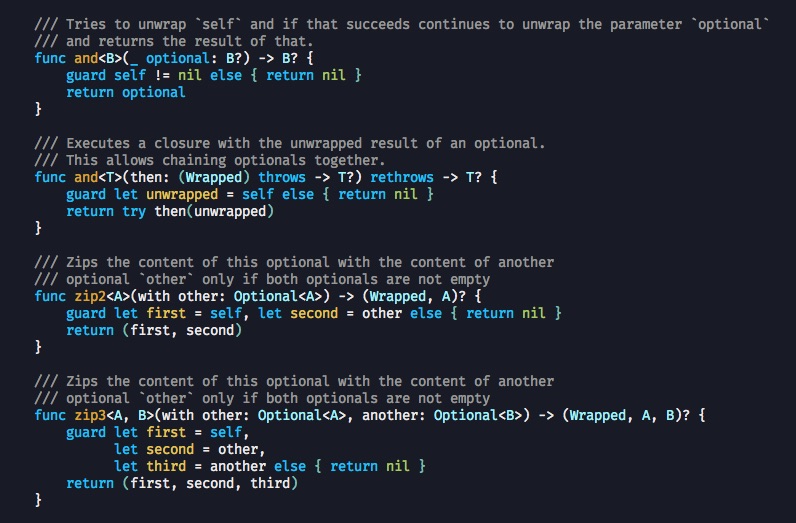 /// Tries to unwrap `self` and if that succeeds continues to unwrap the parameter `optional`
/// and returns the result of that.
func and<B>(_ optional: B?) -> B? {
    guard self != nil else { return nil }
    return optional
}

/// Executes a closure with the unwrapped result of an optional.
/// This allows chaining optionals together.
func and<T>(then: (Wrapped) throws -> T?) rethrows -> T? {
    guard let unwrapped = self else { return nil }
    return try then(unwrapped)
}

/// Zips the content of this optional with the content of another
/// optional `other` only if both optionals are not empty
func zip2<A>(with other: Optional<A>) -> (Wrapped, A)? {
    guard let first = self, let second = other else { return nil }
    return (first, second)
}

/// Zips the content of this optional with the content of another
/// optional `other` only if both optionals are not empty
func zip3<A, B>(with other: Optional<A>, another: Optional<B>) -> (Wrapped, A, B)? {
    guard let first = self,
          let second = other,
          let third = another else { return nil }
    return (first, second, third)
}